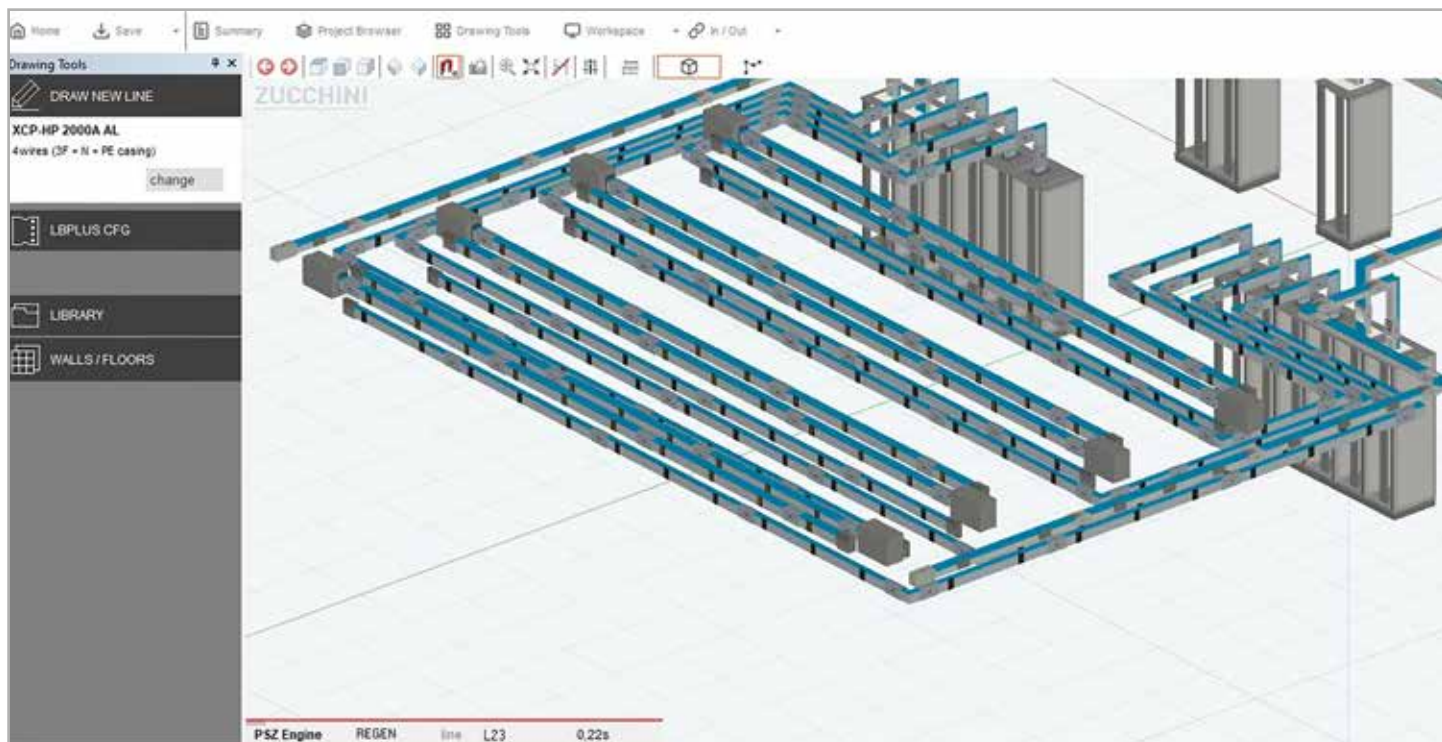 Home Save Summary Project Browser Drawing Tools Workspace In / Out
Drawing Tools
DRAW NEW LINE
ZUCCHINI
XCP-HP 2000A AL
4wires (3F + N + PE casing)
change
LBPLUS CFG
LIBRARY
WALLS / FLOORS
PSZ Engine REGEN line L23 0,22s